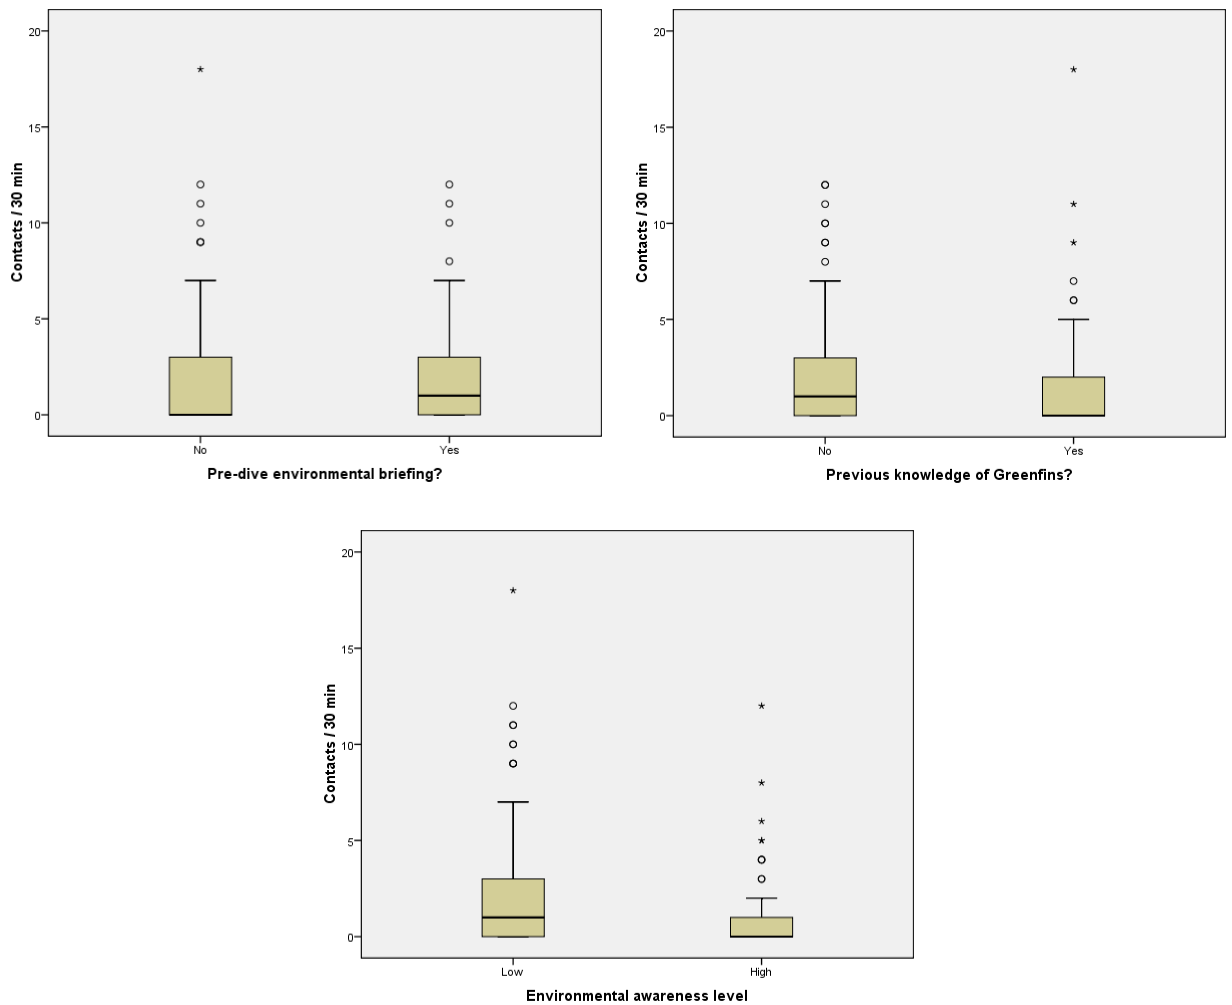 20
15
10
5
0
Contacts / 30 min
No Yes
Pre-dive environmental briefing?
20
15
10
5
0
Contacts / 30 min
No Yes
Previous knowledge of Greenfins?
20
15
10
5
0
Contacts / 30 min
Low High
Environmental awareness level